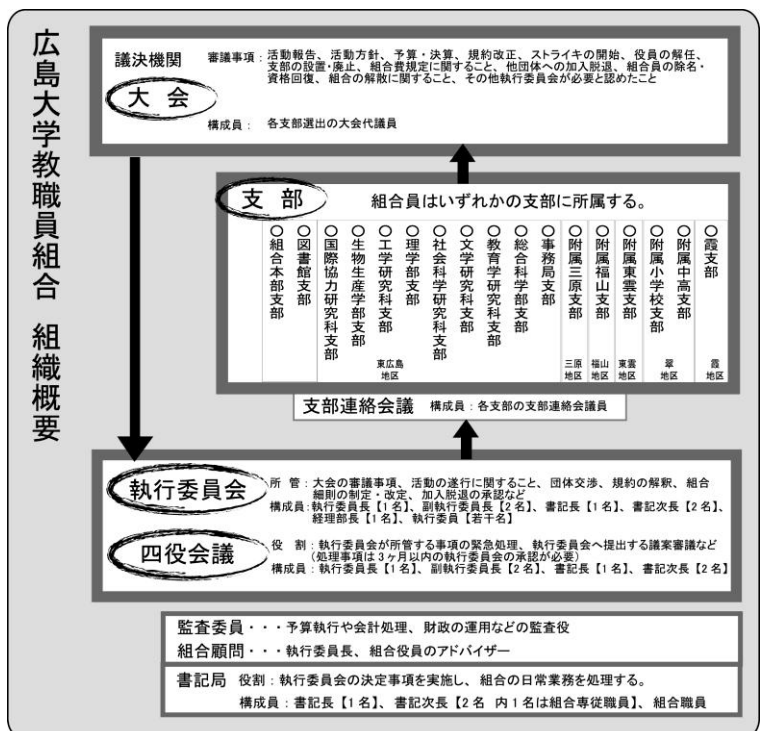 広島大学教職員組合 組織概要
議決機関
大会
審議事項：活動報告、活動方針、予算・決算、規約改正、ストライキの開始、役員の解任、
支部の設置・廃止、組合費規定に関すること、他団体への加入脱退、組合員の除名・
資格回復、組合の解散に関すること、その他執行委員会が必要と認めたこと
構成員： 各支部選出の大会代議員
支部
組合員はいずれかの支部に所属する。
〇組合本部支部
〇図書館支部
〇国際協力研究科支部
〇生物生産学部支部
〇工学研究科支部
〇理学部支部
〇社会科学研究科支部
〇文学研究科支部
〇教育学研究科支部
〇総合科学部支部
〇事務局支部
〇附属三原支部
〇附属福山支部
〇附属東雲支部
〇附属小学校支部
〇附属中高支部
〇霞支部
東広島
地区
三原
地区
福山
地区
東雲
地区
翠
地区
霞
地区
支部連絡会議 構成員：各支部の支部連絡会議員
執行委員会
所 管：大会の審議事項、活動の遂行に関すること、団体交渉、規約の解釈、組合
細則の制定・改定、加入脱退の承認など
構成員：執行委員長【1名】、副執行委員長【2名】、書記長【1名】、書記次長【2名】、
経理部長【1名】、執行委員【若干名】
四役会議
役 割：執行委員会が所管する事項の緊急処理、執行委員会へ提出する議案審議など
（処理事項は3ヶ月以内の執行委員会の承認が必要）
構成員：執行委員長【1名】、副執行委員長【2名】、書記長【1名】、書記次長【2名】
監査委員・・・予算執行や会計処理、財政の運用などの監査役
組合顧問・・・執行委員長、組合役員のアドバイザー
書記局 役割：執行委員会の決定事項を実施し、組合の日常業務を処理する。
構成員：書記長【1名】、書記次長【2名 内1名は組合専従職員】、組合職員